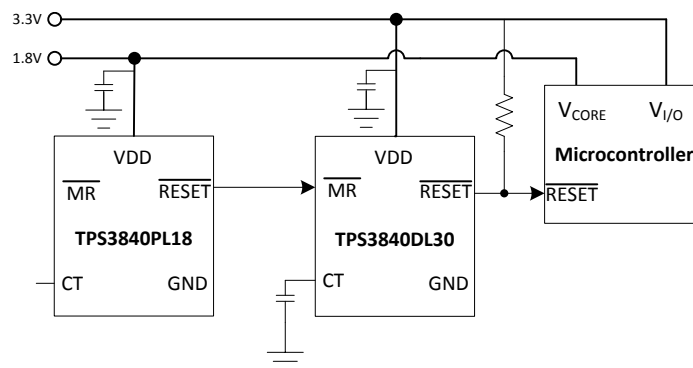 3.3V
1.8V
VDD
MR
RESET
TPS3840PL18
CT
GND
VDD
MR
RESET
TPS3840DL30
CT
GND
VCORE
VI/O
Microcontroller
RESET